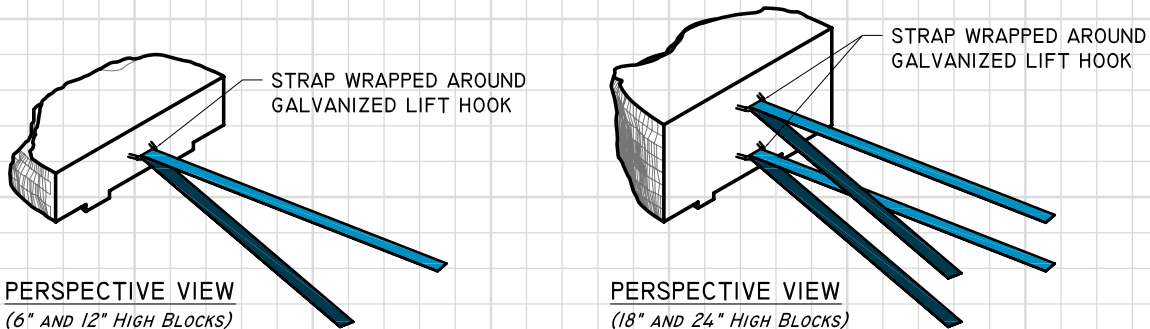 STRAP WRAPPED AROUND
GALVANIZED LIFT HOOK
PERSPECTIVE VIEW
(6" AND 12" HIGH BLOCKS)
STRAP WRAPPED AROUND
GALVANIZED LIFT HOOK
PERSPECTIVE VIEW
(18" AND 24" HIGH BLOCKS)